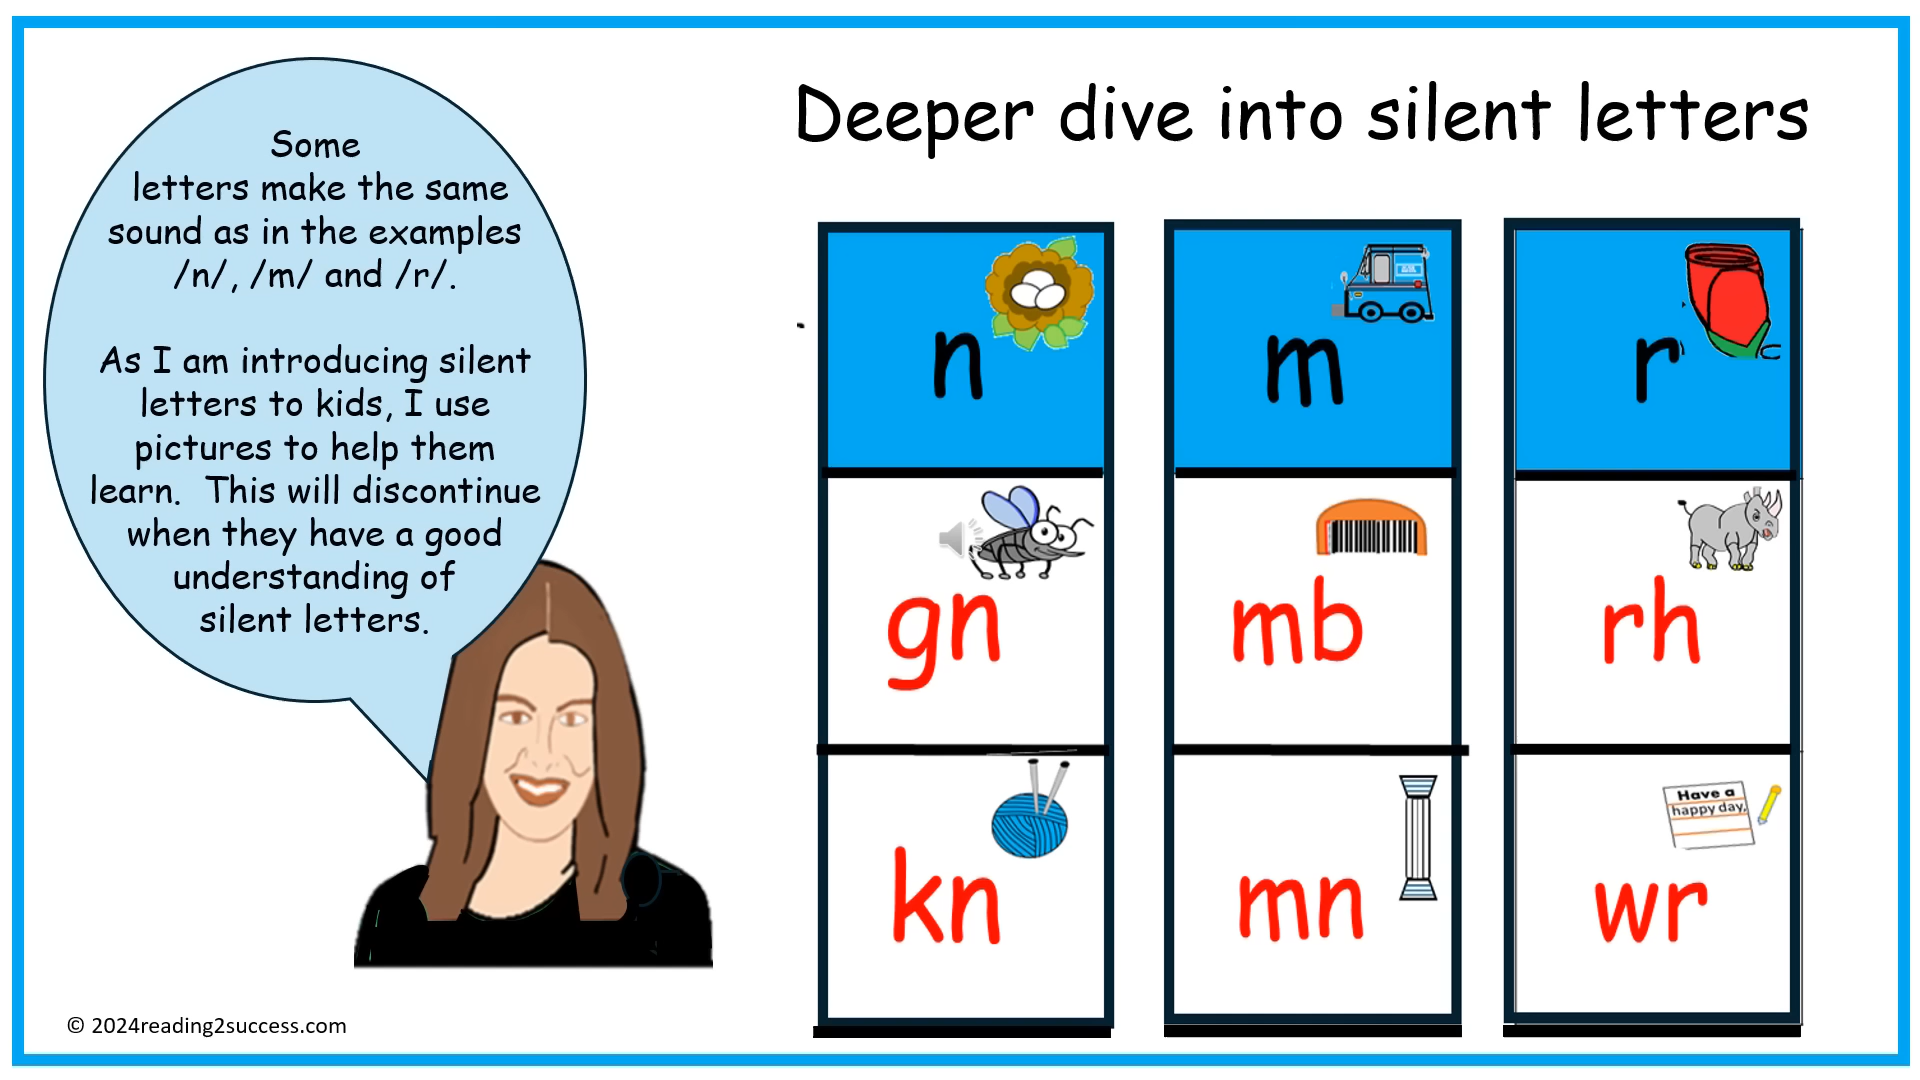 Deeper dive into silent letters
Some
letters make the same
sound as in the examples
/n/, /m/ and /r/.
As I am introducing silent
letters to kids, I use
pictures to help them
learn.  This will discontinue
when they have a good
understanding of
silent letters.
n
m
r
gn
mb
rh
kn
mn
Have a
happy day,
wr
© 2024reading2success.com